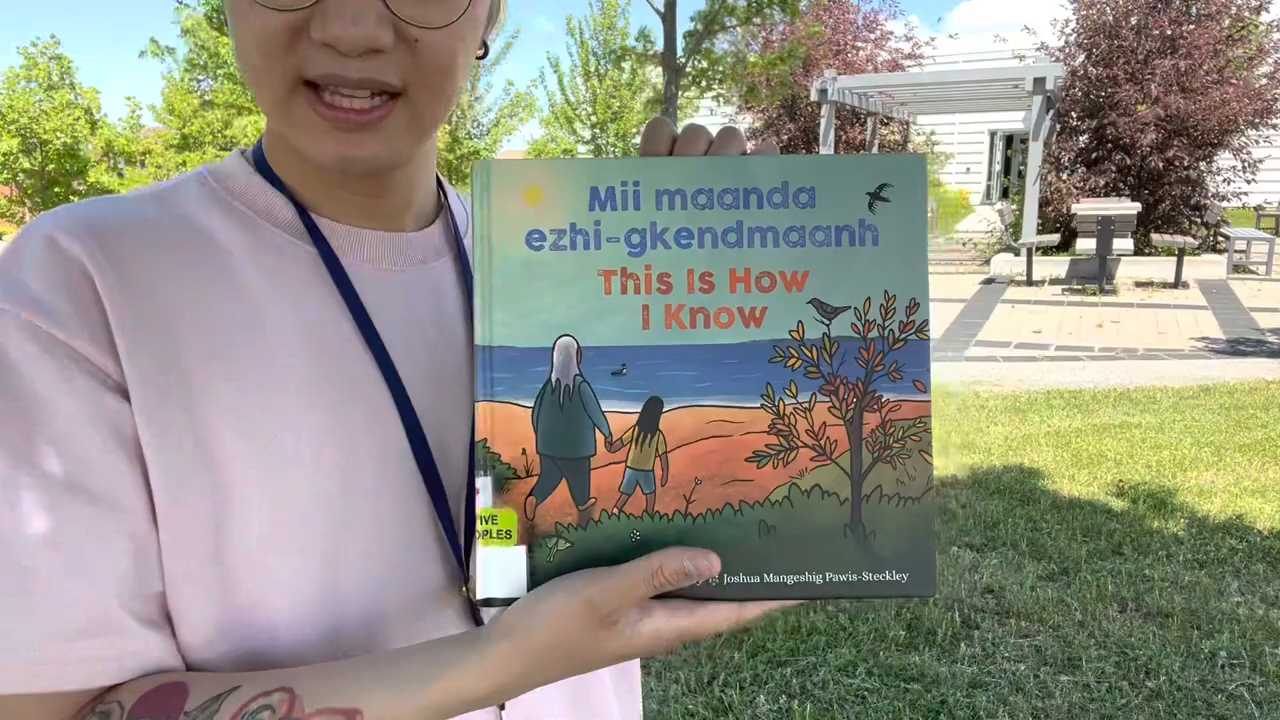 Mii maanda
ezhi-gkendmaanh
This Is How
I Know
Joshua Mangeshig Pawis-Steckley